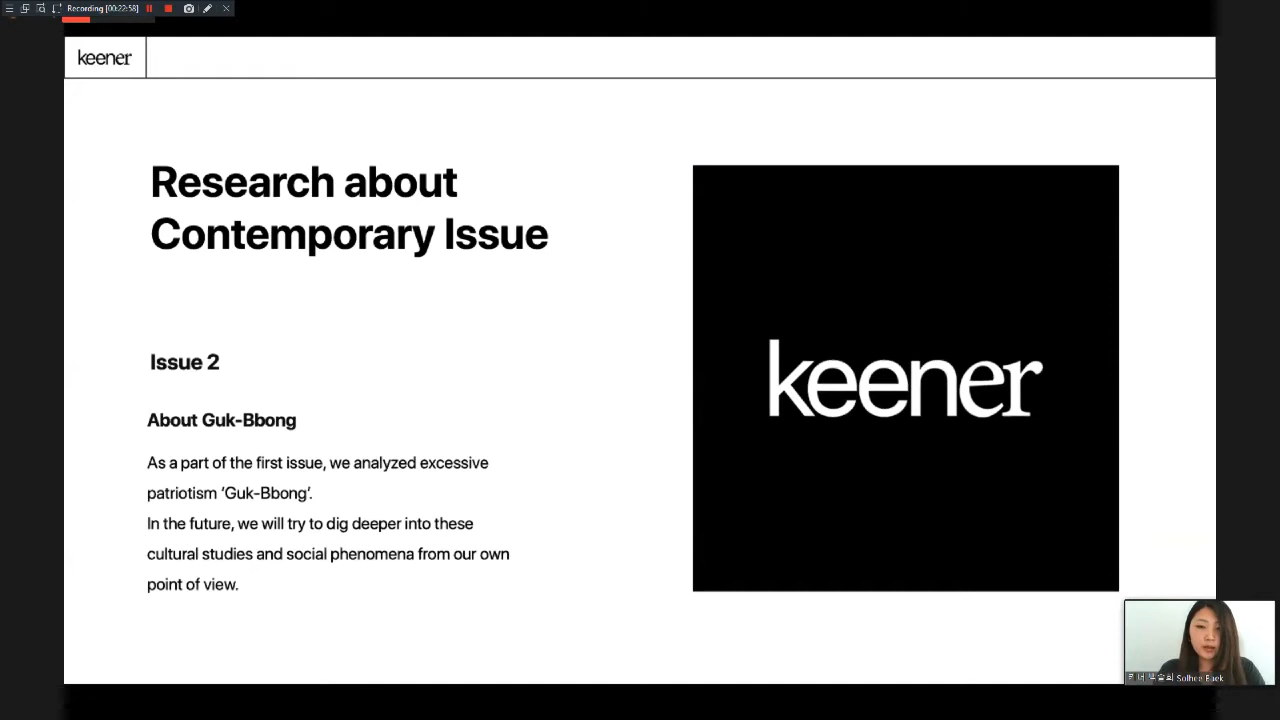 Recording [00:22:58]
keener
Research about
Contemporary Issue
keener
Issue 2
About Guk-Bbong
As a part of the first issue, we analyzed excessive
patriotism ‘Guk-Bbong’.
In the future, we will try to dig deeper into these
cultural studies and social phenomena from our own
point of view.
Solhee Baek